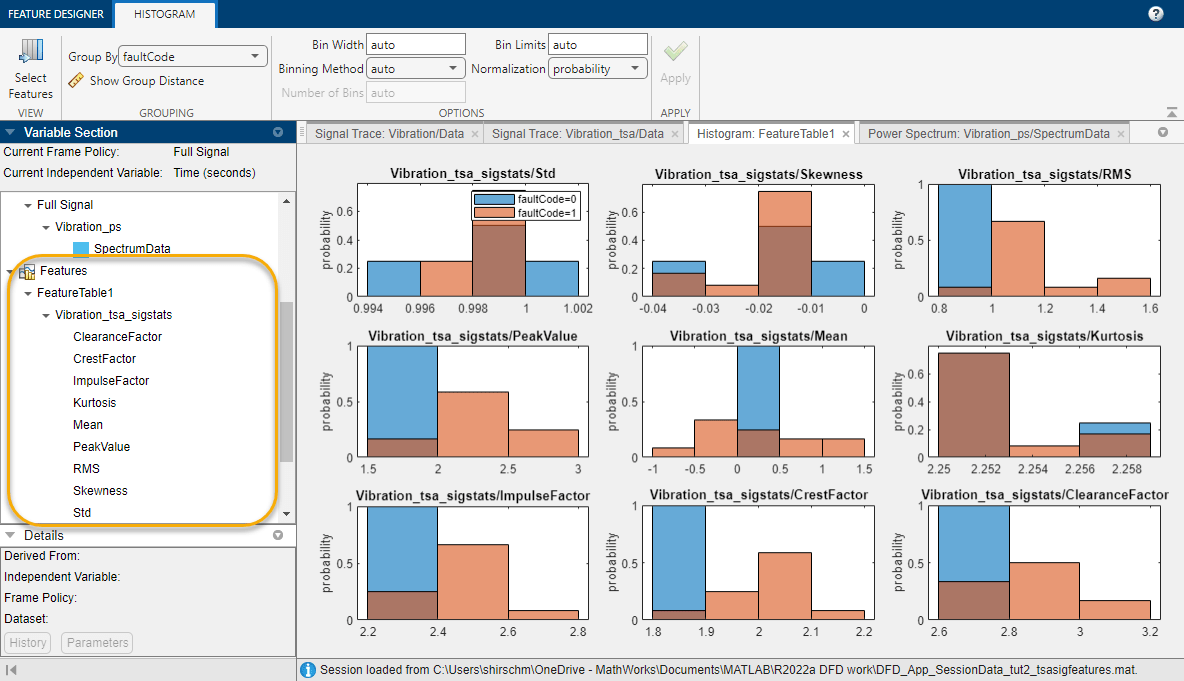 FEATURE DESIGNER HISTOGRAM
Select
Features
VIEW
Group By faultCode
Show Group Distance
GROUPING
Bin Width auto Bin Limits auto
Binning Method auto Normalization probability
Number of Bins auto
OPTIONS
Apply
APPLY
Variable Section
Current Frame Policy: Full Signal
Current Independent Variable: Time (seconds)
Full Signal
Vibration_ps
SpectrumData
Features
FeatureTable1
Vibration_tsa_sigstats
ClearanceFactor
CrestFactor
ImpulseFactor
Kurtosis
Mean
PeakValue
RMS
Skewness
Std
Details
Derived From:
Independent Variable:
Frame Policy:
Dataset:
History Parameters
Signal Trace: Vibration/Data × Signal Trace: Vibration_tsa/Data × Histogram: FeatureTable1 × Power Spectrum: Vibration_ps/SpectrumData ×
Vibration_tsa_sigstats/Std
faultCode=0
faultCode=1
probability
0.6
0.4
0.2
0
0.994 0.996 0.998 1 1.002
Vibration_tsa_sigstats/Skewness
probability
0.6
0.4
0.2
0
-0.04 -0.03 -0.02 -0.01 0
Vibration_tsa_sigstats/RMS
probability
1
0.5
0
0.8 1 1.2 1.4 1.6
Vibration_tsa_sigstats/PeakValue
probability
1
0.5
0
1.5 2 2.5 3
Vibration_tsa_sigstats/Mean
probability
1
0.5
0
-1 -0.5 0 0.5 1 1.5
Vibration_tsa_sigstats/Kurtosis
probability
0.6
0.4
0.2
0
2.25 2.252 2.254 2.256 2.258
Vibration_tsa_sigstats/ImpulseFactor
probability
1
0.5
0
2.2 2.4 2.6 2.8
Vibration_tsa_sigstats/CrestFactor
probability
1
0.5
0
1.8 1.9 2 2.1 2.2
Vibration_tsa_sigstats/ClearanceFactor
probability
1
0.5
0
2.6 2.8 3 3.2
Session loaded from C:\Users\shirschm\OneDrive - MathWorks\Documents\MATLAB\R2022a DFD work\DFD_App_SessionData_tut2_tsasigfeatures.mat.